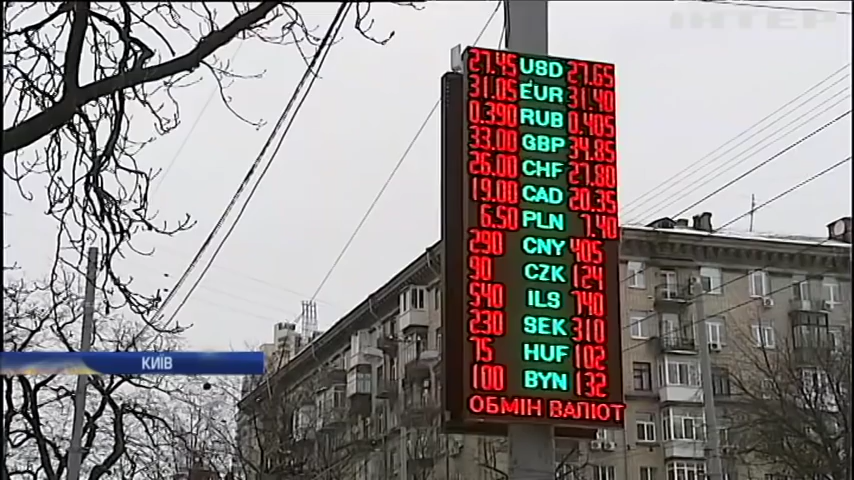 ІНТЕР
27.45 USD 27.65
31.05 EUR 31.40
0.390 RUB 0.405
33.00 GBP 34.85
26.00 CHF 27.80
19.00 CAD 20.35
6.50 PLN 7.40
290 CNY 405
90 CZK 124
540 ILS 740
230 SEK 310
75 HUF 102
100 BYN 132
ОБМІН ВАЛЮТ
КИЇВ